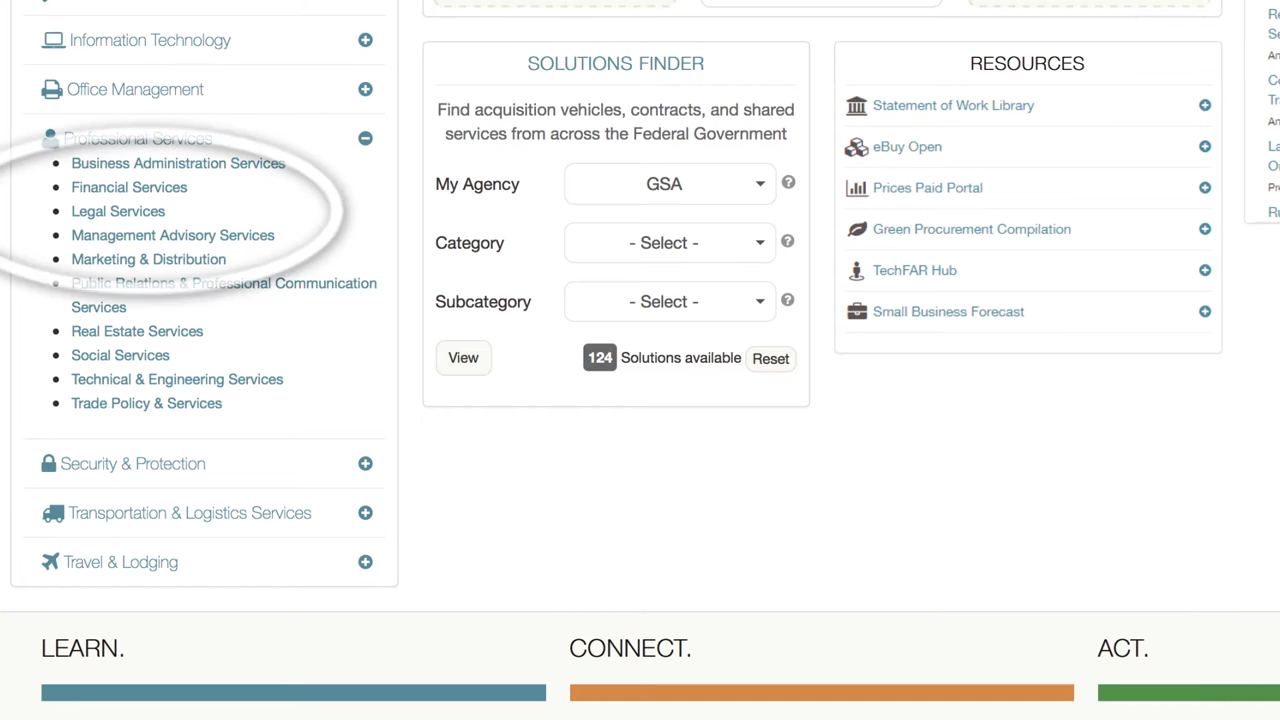 Information Technology
Office Management
Professional Services
Business Administration Services
Financial Services
Legal Services
Management Advisory Services
Marketing & Distribution
Public Relations & Professional Communication
Services
Real Estate Services
Social Services
Technical & Engineering Services
Trade Policy & Services
Security & Protection
Transportation & Logistics Services
Travel & Lodging
SOLUTIONS FINDER
Find acquisition vehicles, contracts, and shared
services from across the Federal Government
My Agency GSA ?
Category - Select - ?
Subcategory - Select - ?
View 124 Solutions available Reset
RESOURCES
Statement of Work Library
eBuy Open
Prices Paid Portal
Green Procurement Compilation
TechFAR Hub
Small Business Forecast
LEARN. CONNECT. ACT.